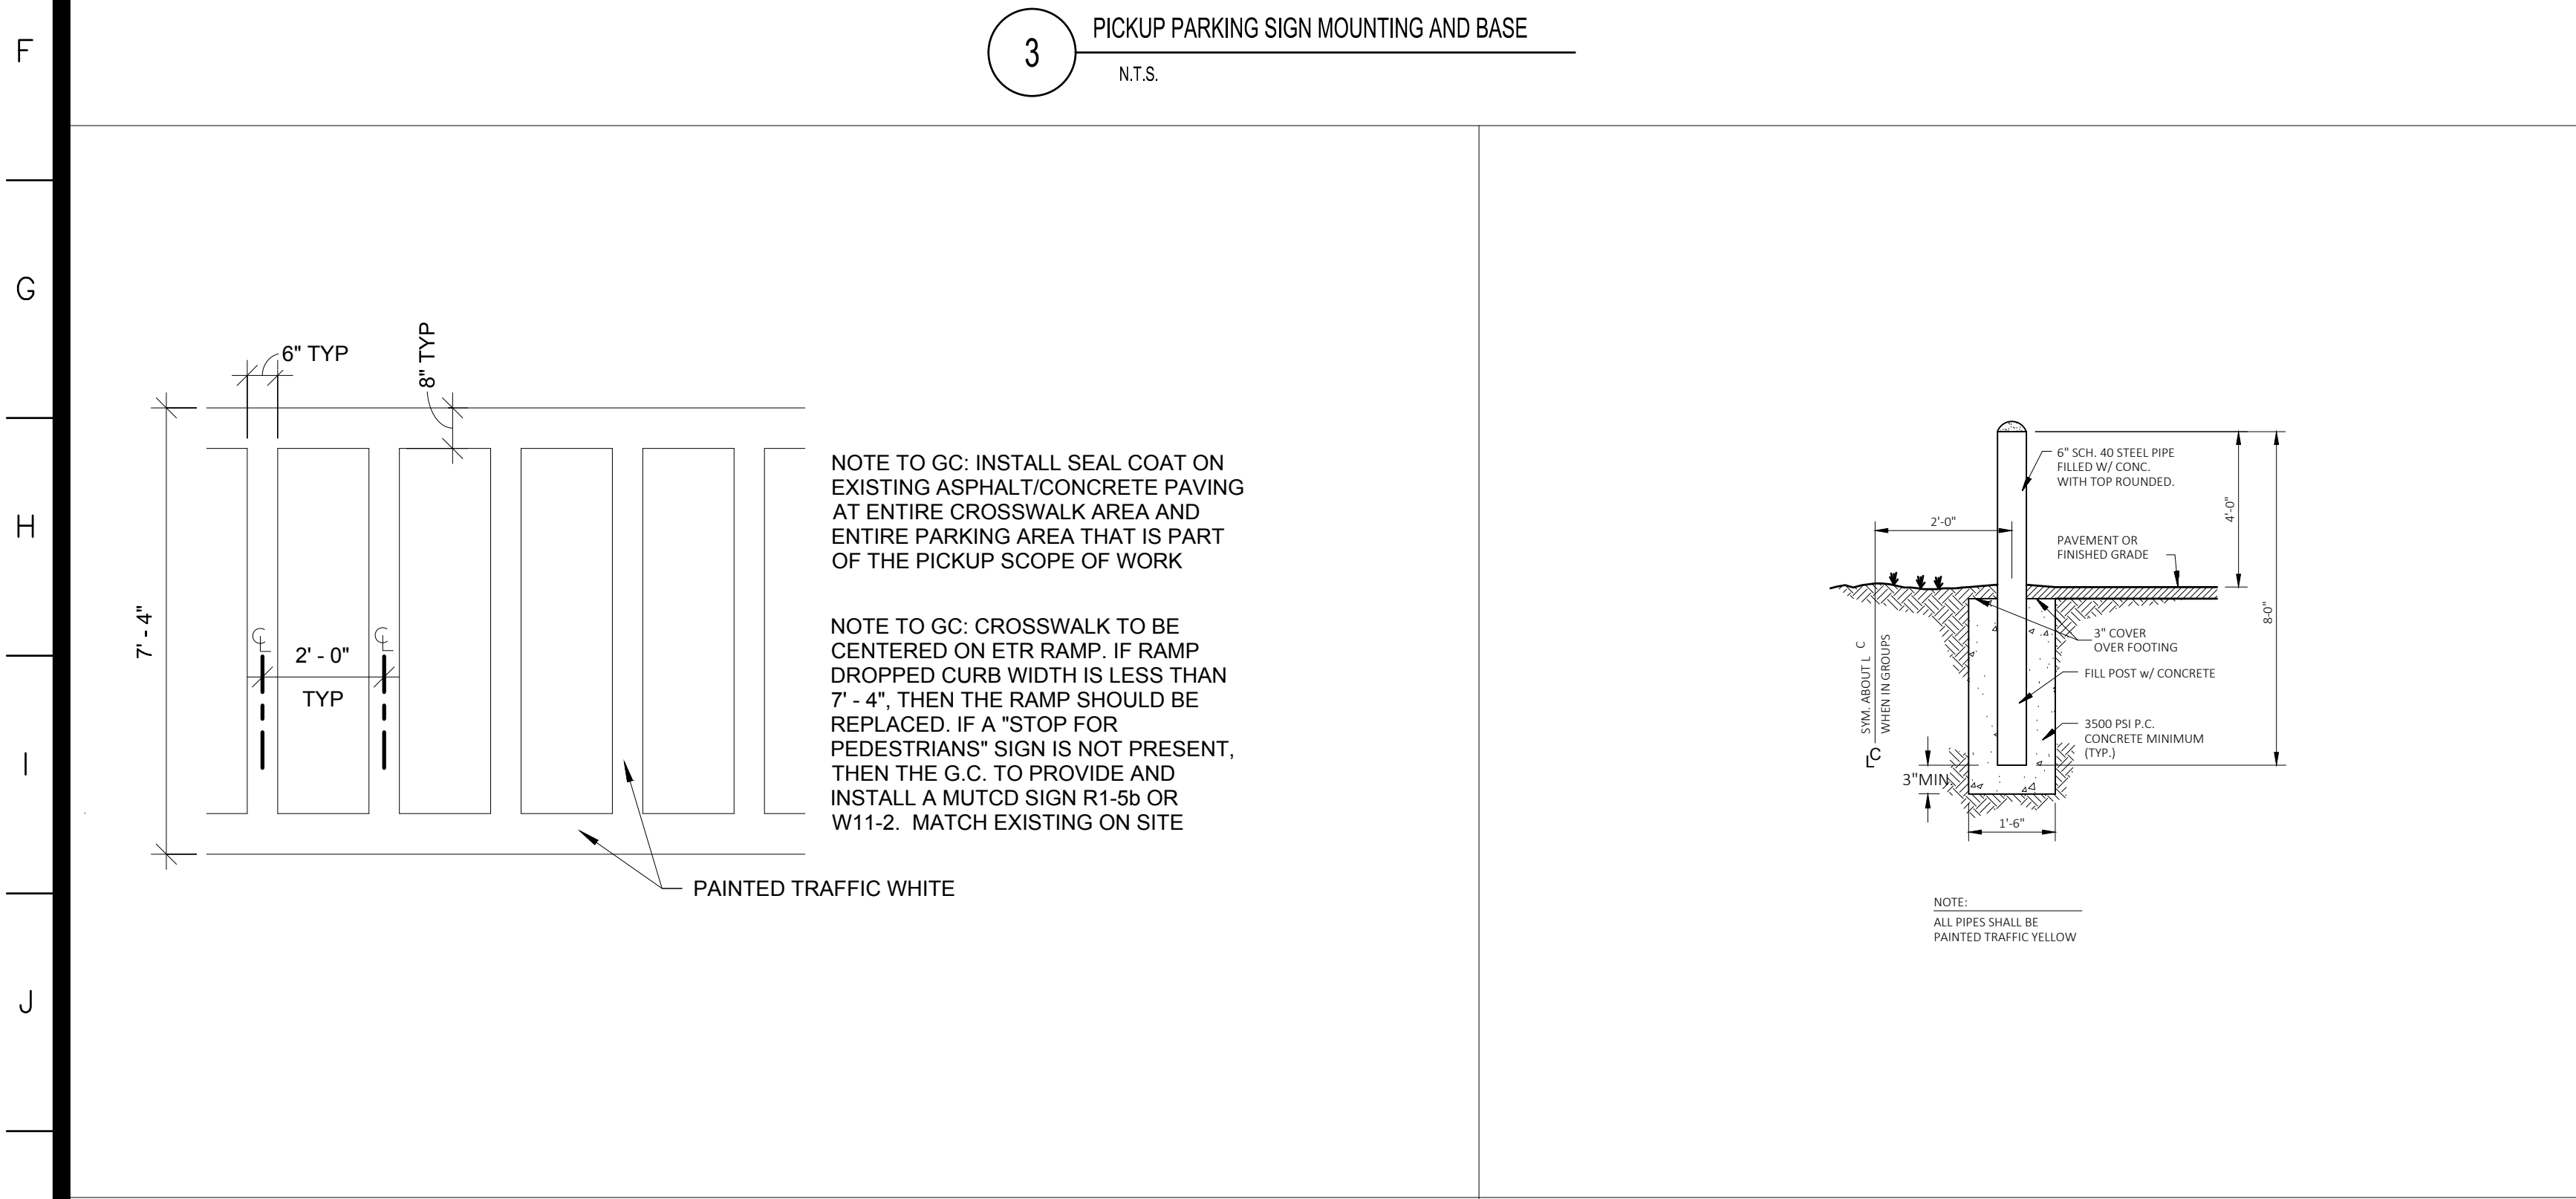 F
G
H
I
J
3
PICKUP PARKING SIGN MOUNTING AND BASE
N.T.S.
6" TYP
8" TYP
7' - 4"
CL
CL
2' - 0"
TYP
NOTE TO GC: INSTALL SEAL COAT ON
EXISTING ASPHALT/CONCRETE PAVING
AT ENTIRE CROSSWALK AREA AND
ENTIRE PARKING AREA THAT IS PART
OF THE PICKUP SCOPE OF WORK
NOTE TO GC: CROSSWALK TO BE
CENTERED ON ETR RAMP. IF RAMP
DROPPED CURB WIDTH IS LESS THAN
7' - 4", THEN THE RAMP SHOULD BE
REPLACED. IF A "STOP FOR
PEDESTRIANS" SIGN IS NOT PRESENT,
THEN THE G.C. TO PROVIDE AND
INSTALL A MUTCD SIGN R1-5b OR
W11-2. MATCH EXISTING ON SITE
PAINTED TRAFFIC WHITE
6" SCH. 40 STEEL PIPE
FILLED W/ CONC.
WITH TOP ROUNDED.
4'-0"
2'-0"
PAVEMENT OR
FINISHED GRADE
8-0"
3" COVER
OVER FOOTING
FILL POST w/ CONCRETE
3500 PSI P.C.
CONCRETE MINIMUM
(TYP.)
SYM. ABOUT L C
WHEN IN GROUPS
C
L
3"MIN.
1'-6"
NOTE:
ALL PIPES SHALL BE
PAINTED TRAFFIC YELLOW